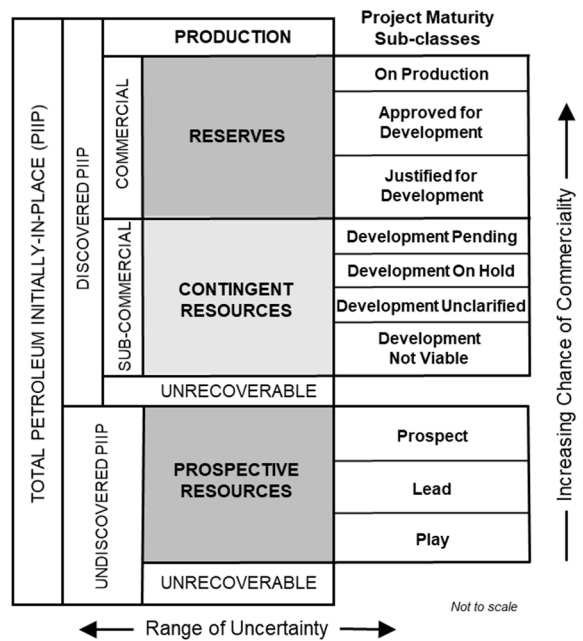 TOTAL PETROLEUM INITIALLY-IN-PLACE (PIIP)
DISCOVERED PIIP
PRODUCTION
Project Maturity
Sub-classes
COMMERCIAL
RESERVES
On Production
Approved for
Development
Justified for
Development
SUB-COMMERCIAL
CONTINGENT
RESOURCES
Development Pending
Development On Hold
Development Unclarified
Development
Not Viable
UNRECOVERABLE
UNDISCOVERED PIIP
PROSPECTIVE
RESOURCES
Prospect
Lead
Play
UNRECOVERABLE
Increasing Chance of Commerciality
Not to scale
Range of Uncertainty